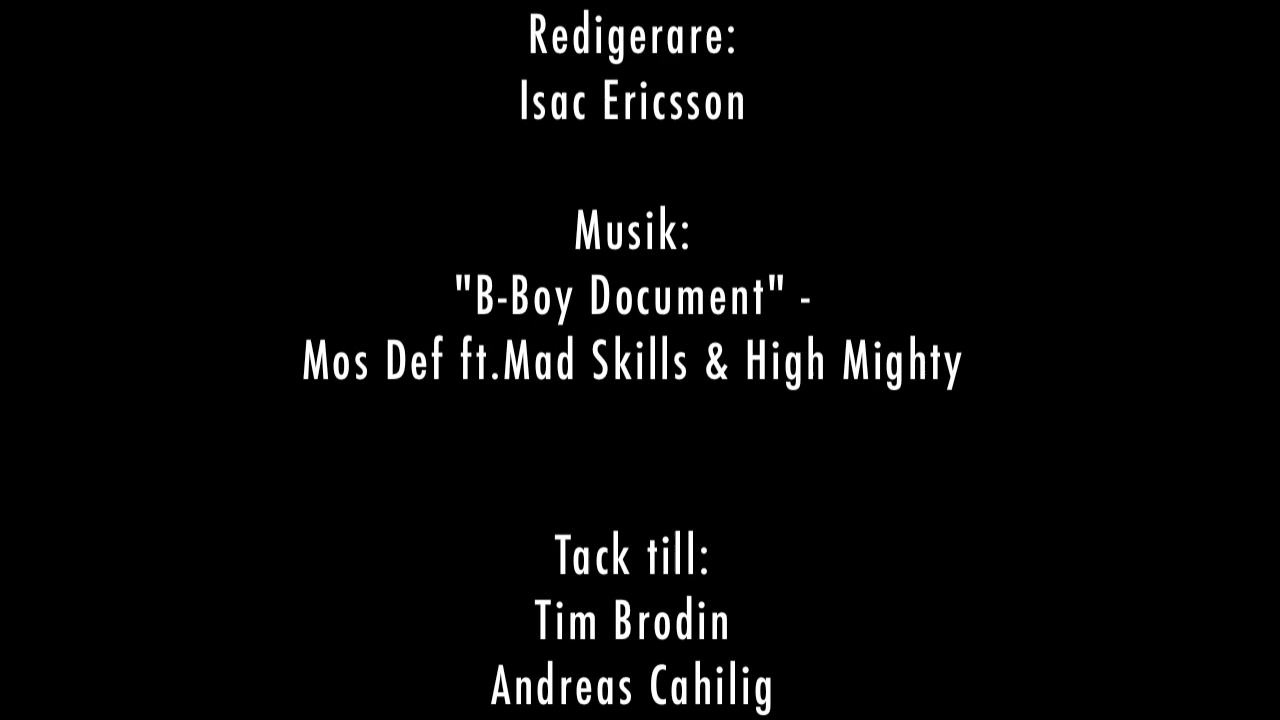 Redigerare:
Isac Ericsson
Musik:
"B-Boy Document" -
Mos Def ft.Mad Skills & High Mighty
Tack till:
Tim Brodin
Andreas Cahilig